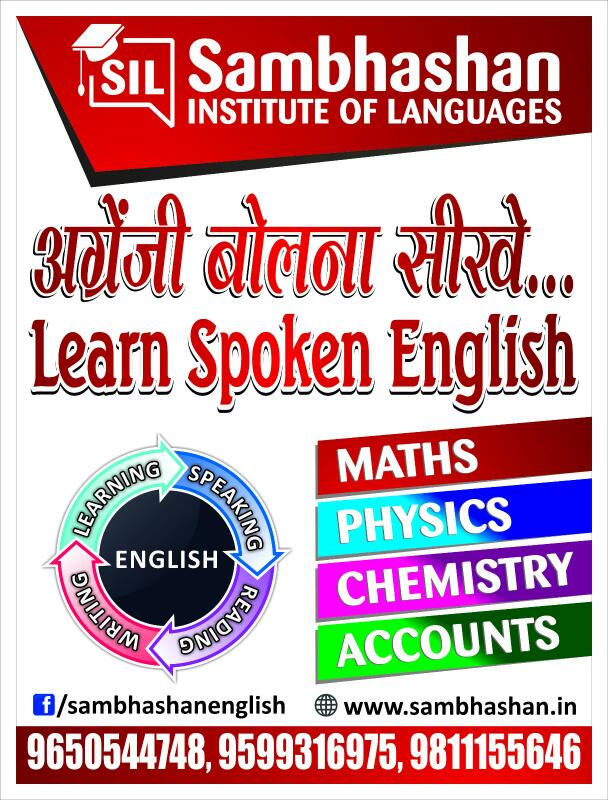 SIL
Sambhashan
INSTITUTE OF LANGUAGES
अग्रेंजी बोलना सीखे...
Learn Spoken English
LEARNING
SPEAKING
ENGLISH
WRITING
READING
MATHS
PHYSICS
CHEMISTRY
ACCOUNTS
f/sambhashanenglish
www.sambhashan.in
9650544748, 9599316975, 9811155646